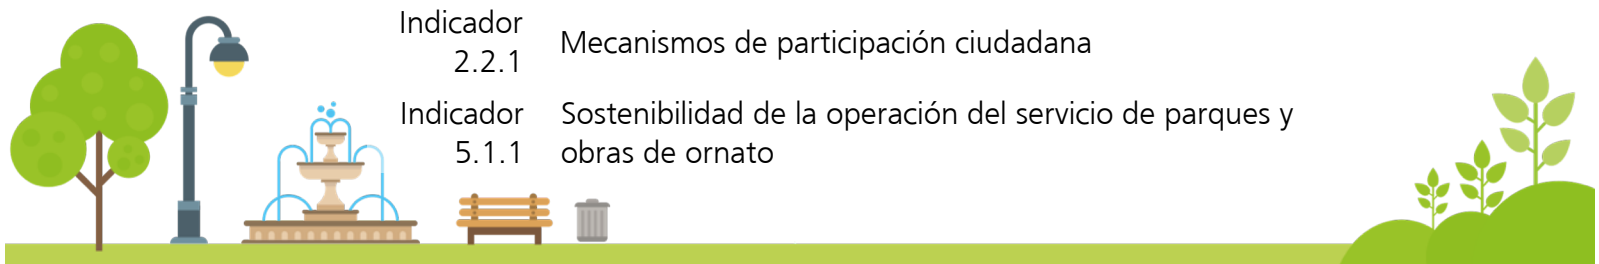 Indicador
2.2.1
Mecanismos de participación ciudadana
Indicador
5.1.1
Sostenibilidad de la operación del servicio de parques y
obras de ornato